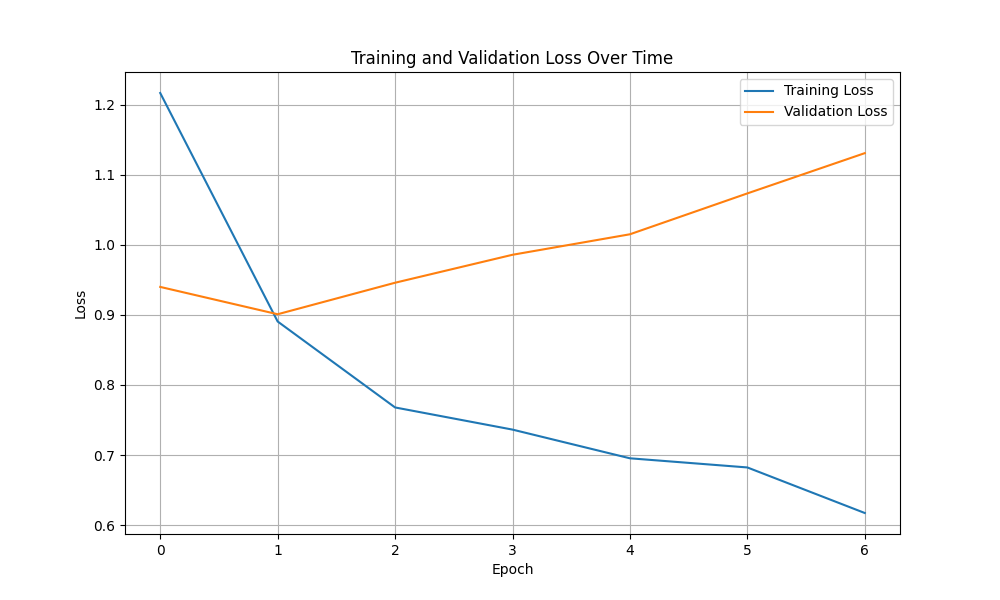 Training and Validation Loss Over Time
Training Loss
Validation Loss
Loss
1.2
1.1
1.0
0.9
0.8
0.7
0.6
0 1 2 3 4 5 6
Epoch